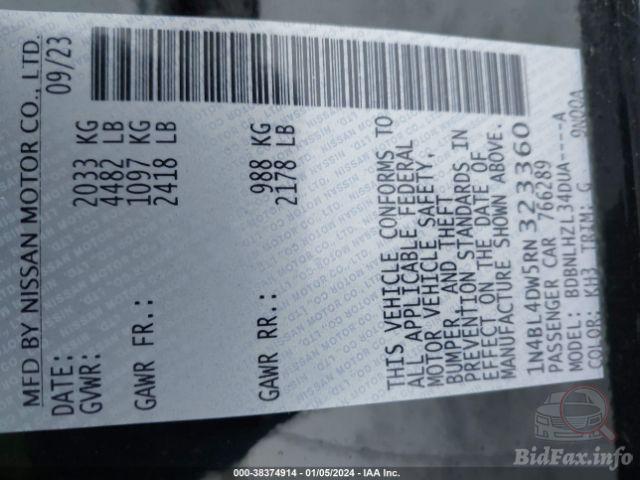 MFD BY NISSAN MOTOR CO., LTD.
DATE: 09/23
GVWR: 2033 KG
4482 LB
GAWR FR.: 1097 KG
2418 LB
GAWR RR.: 988 KG
2178 LB
THIS VEHICLE CONFORMS TO
ALL APPLICABLE FEDERAL
MOTOR VEHICLE SAFETY,
BUMPER, AND THEFT
PREVENTION STANDARDS IN
EFFECT ON THE DATE OF
MANUFACTURE SHOWN ABOVE.
1N4BL4DW5RN323360
PASSENGER CAR 766289
MODEL: BDBNLHZL34DUA----A
COLOR: KH3 TRIM: G
000-38374914 - 01/05/2024 - IAA Inc.
BidFax.info